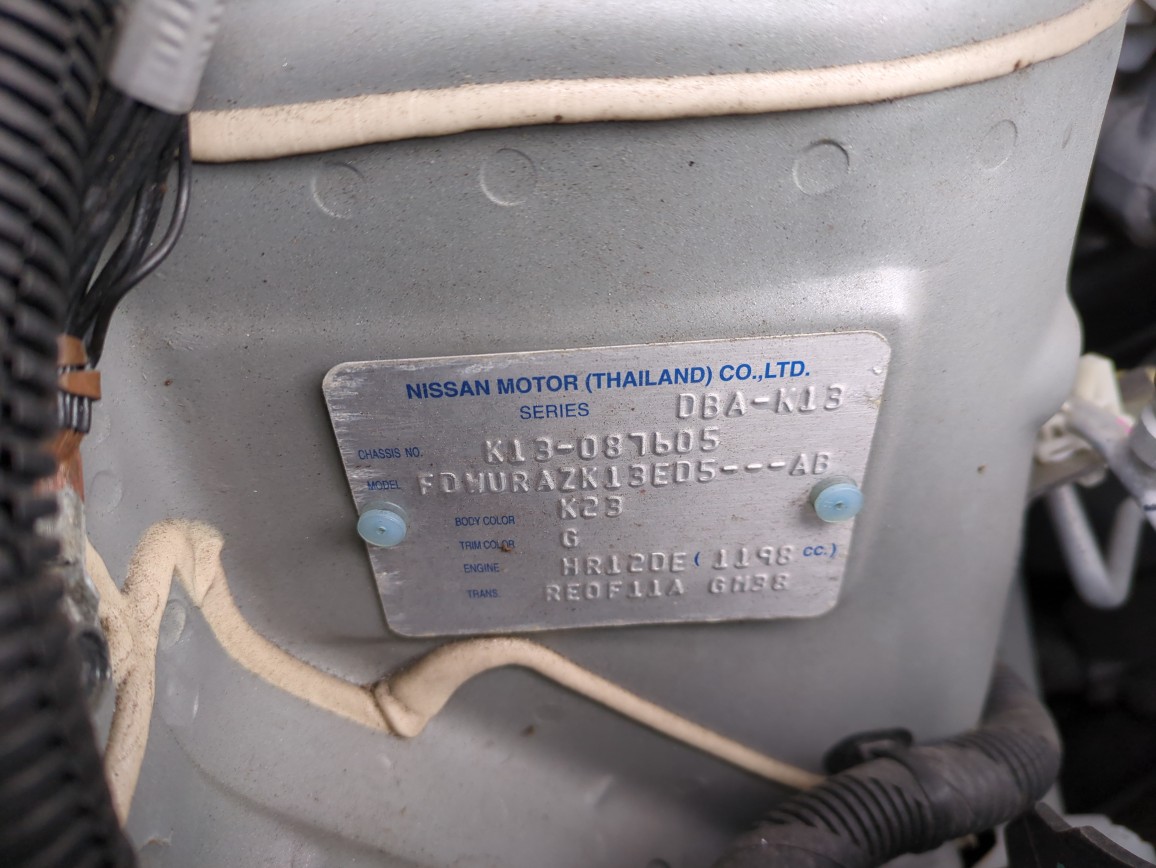 NISSAN MOTOR (THAILAND) CO.,LTD.
SERIES DBA-K13
CHASSIS NO. K13-087605
MODEL FDWURAZK13ED5---AB
BODY COLOR K23
TRIM COLOR G
ENGINE HR12DE ( 1198 cc.)
TRANS. RE0F11A GH38